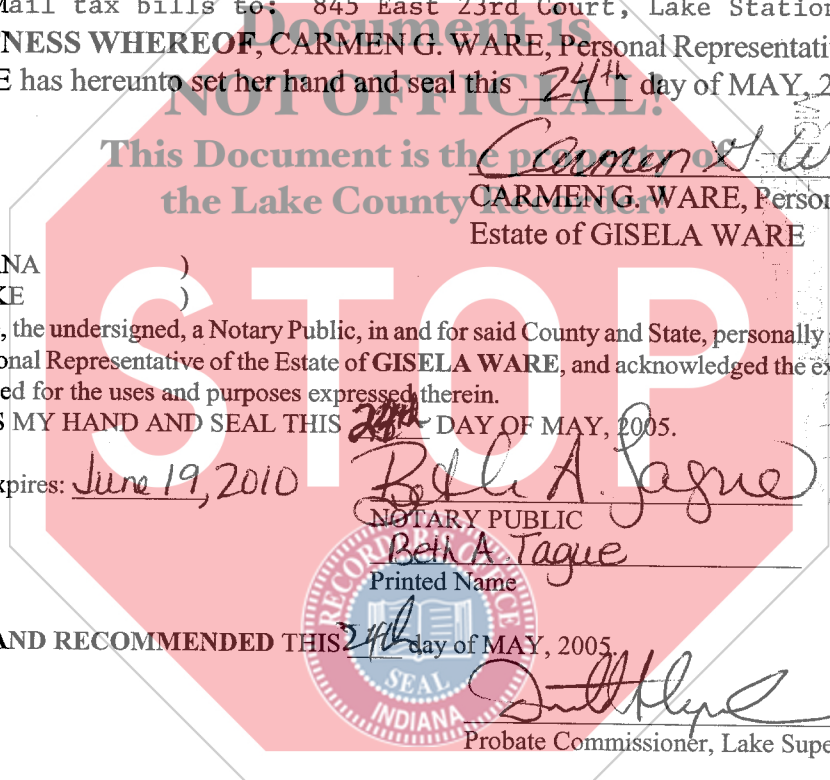 Mail tax bills to: 845 East 23rd Court, Lake Station
Document is
NESS WHEREOF, CARMEN G. WARE, Personal Representati
E has hereunto set her hand and seal this 24th day of MAY, 2
NOT OFFICIAL!
This Document is the property of
the Lake County Recorder!
Carmen G. W
CARMEN G. WARE, Person
Estate of GISELA WARE
NA )
KE )
STOP
, the undersigned, a Notary Public, in and for said County and State, personally
onal Representative of the Estate of GISELA WARE, and acknowledged the ex
ed for the uses and purposes expressed therein.
S MY HAND AND SEAL THIS 24th DAY OF MAY, 2005.
xpires: June 19, 2010
Beth A. Tague
NOTARY PUBLIC
Beth A. Tague
Printed Name
RECORDER'S OFFICE
SEAL
INDIANA
AND RECOMMENDED THIS 24th day of MAY, 2005.
Probate Commissioner, Lake Supe